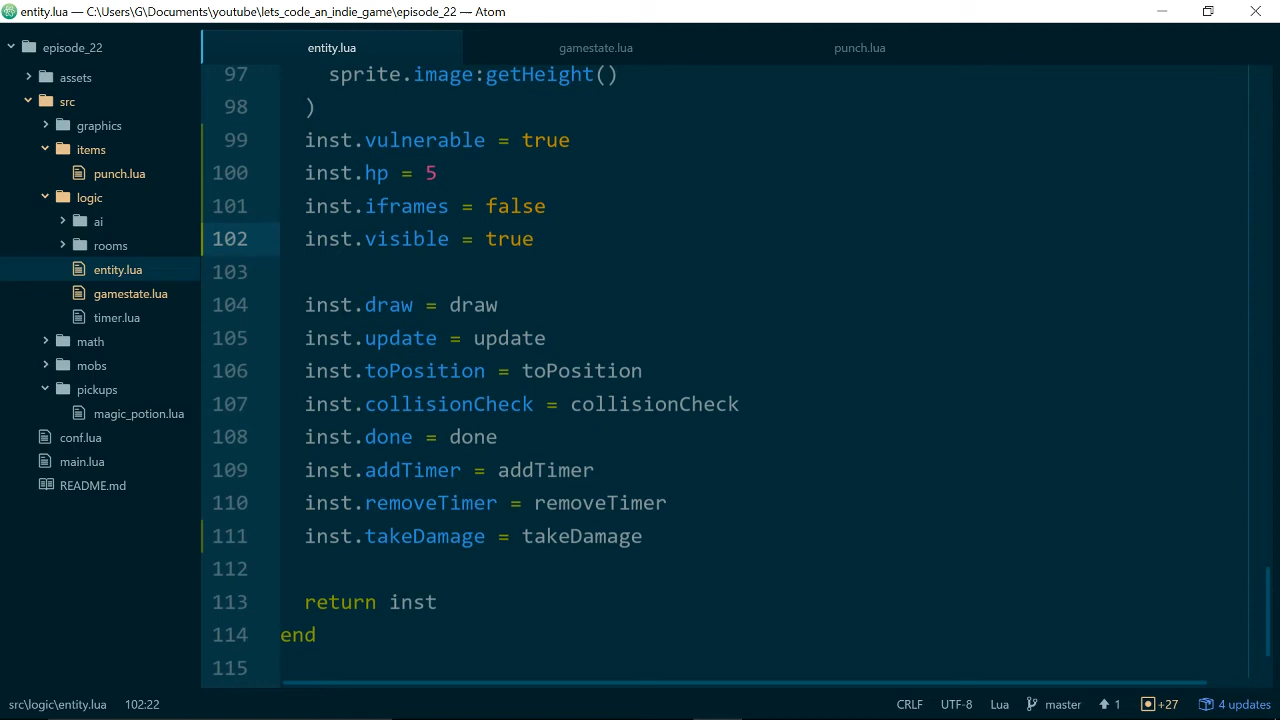 entity.lua — C:\Users\G\Documents\youtube\lets_code_an_indie_game\episode_22 — Atom
episode_22
assets
src
graphics
items
punch.lua
logic
ai
rooms
entity.lua
gamestate.lua
timer.lua
math
mobs
pickups
magic_potion.lua
conf.lua
main.lua
README.md
entity.lua gamestate.lua punch.lua
97 sprite.image:getHeight()
98 )
99 inst.vulnerable = true
100 inst.hp = 5
101 inst.iframes = false
102 inst.visible = true
103
104 inst.draw = draw
105 inst.update = update
106 inst.toPosition = toPosition
107 inst.collisionCheck = collisionCheck
108 inst.done = done
109 inst.addTimer = addTimer
110 inst.removeTimer = removeTimer
111 inst.takeDamage = takeDamage
112
113 return inst
114 end
115
src\logic\entity.lua 102:22 CRLF UTF-8 Lua master 1 +27 4 updates